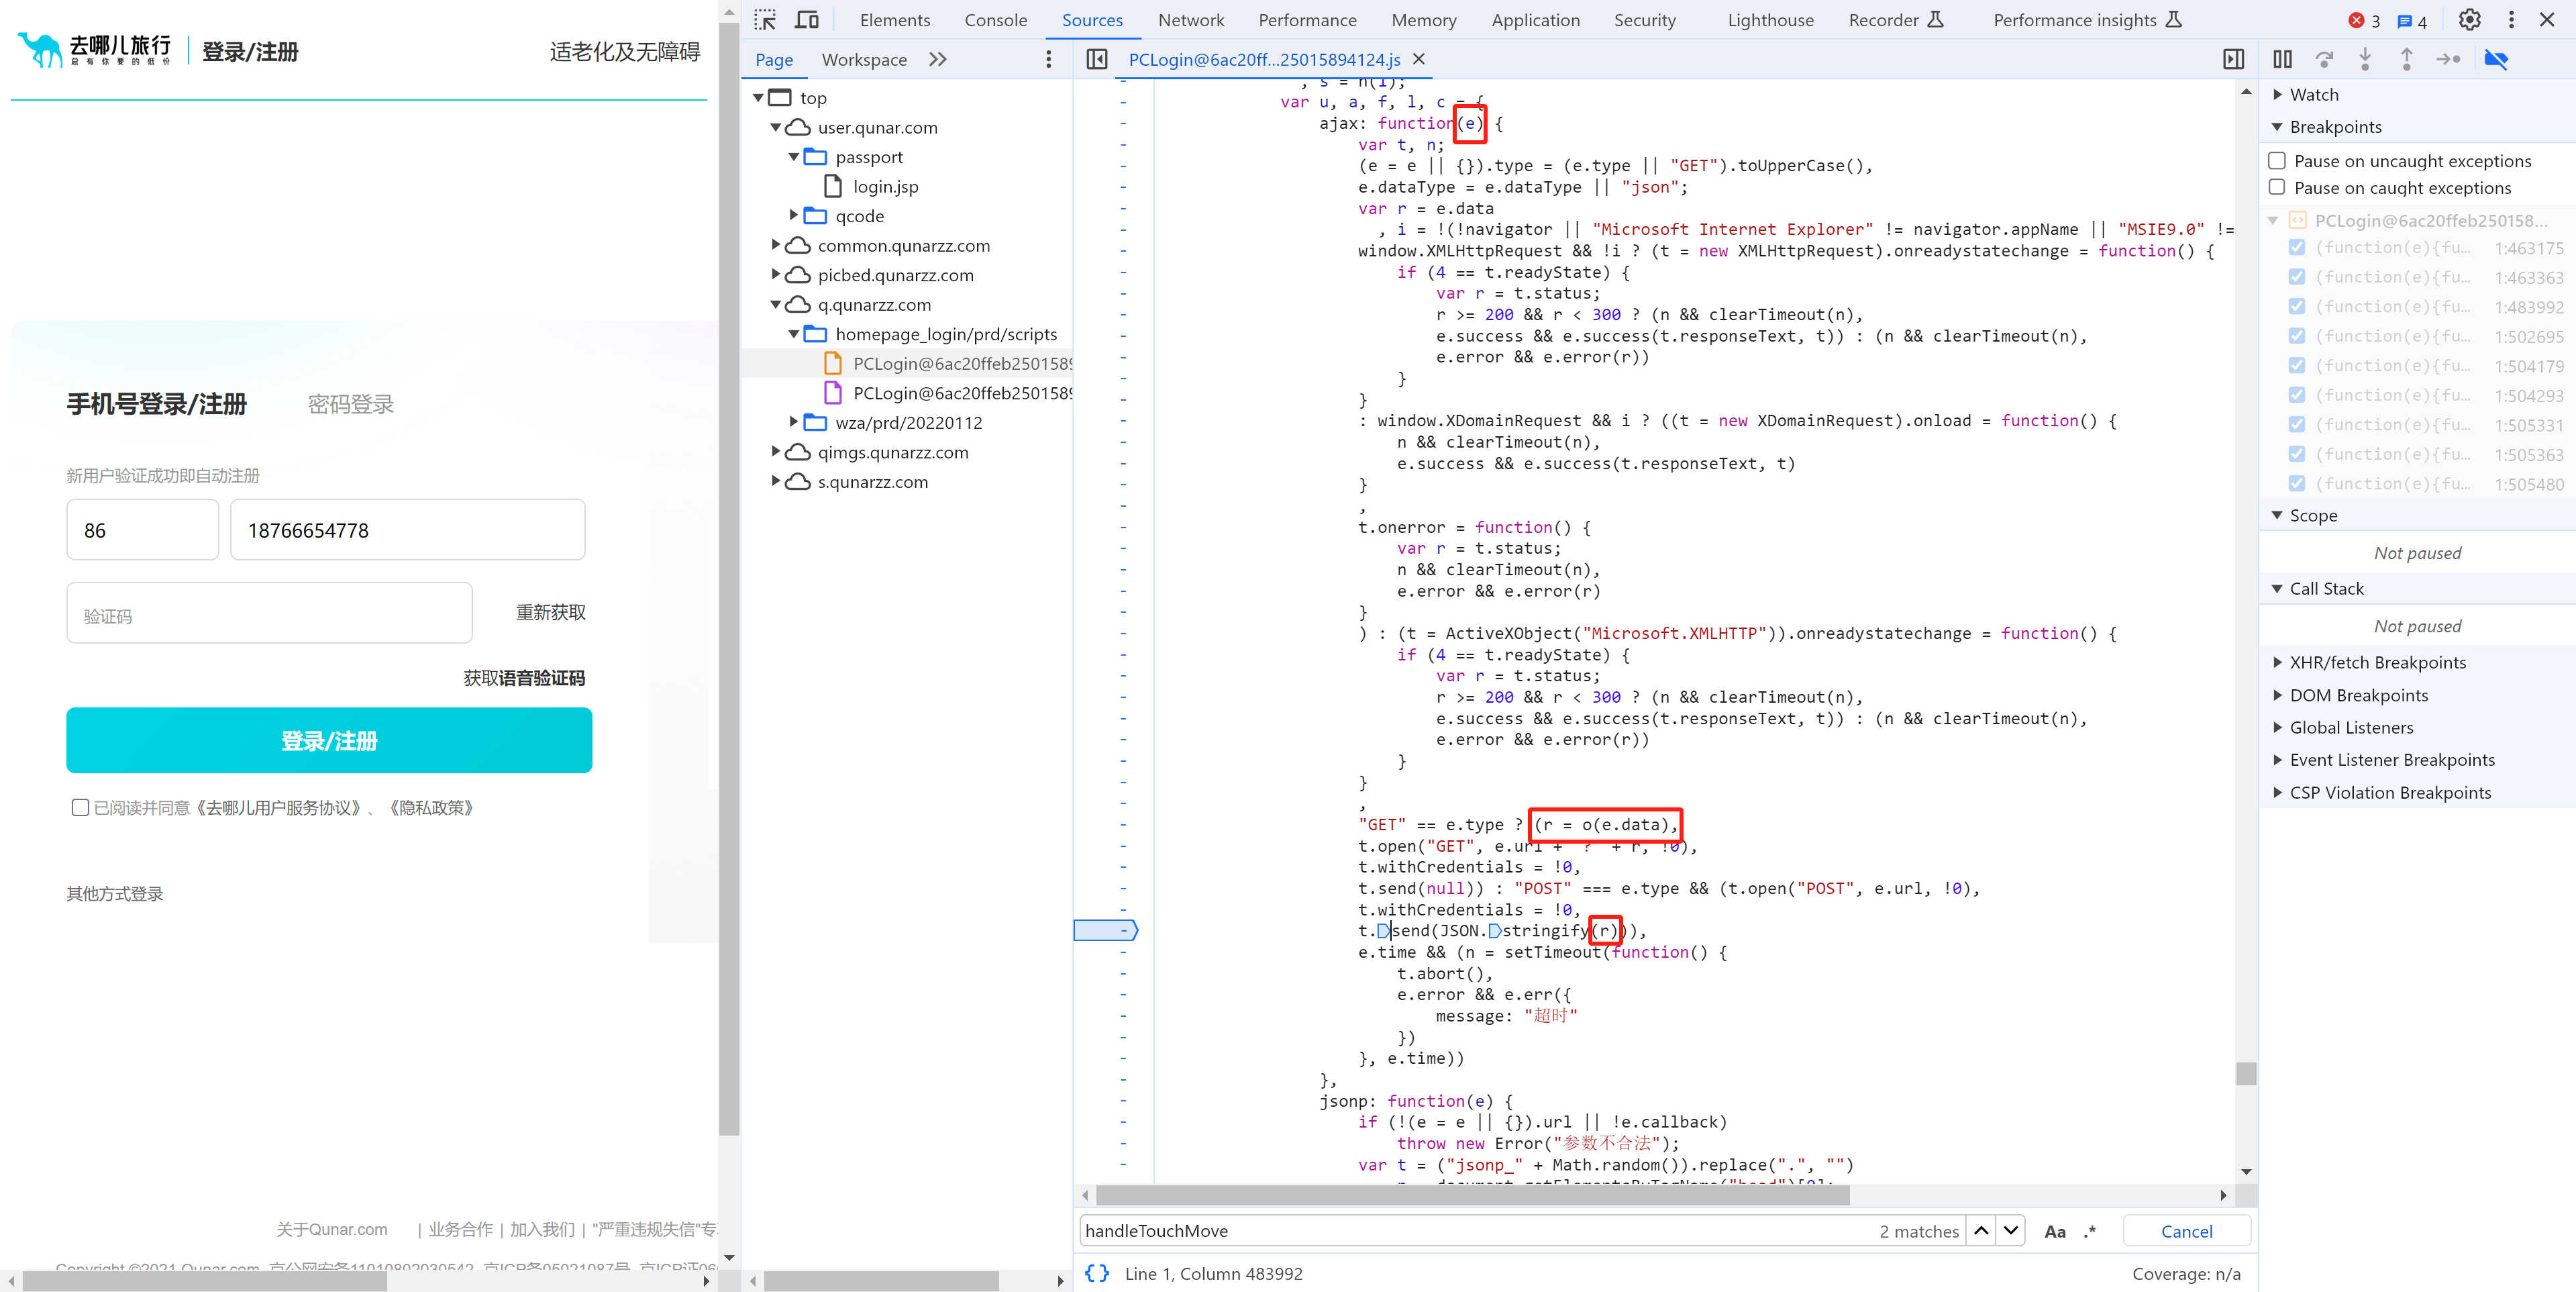 去哪儿旅行
总有你要的低价
登录/注册
适老化及无障碍
手机号登录/注册
密码登录
新用户验证成功即自动注册
86
18766654778
验证码
重新获取
获取语音验证码
登录/注册
已阅读并同意《去哪儿用户服务协议》、《隐私政策》
其他方式登录
关于Qunar.com | 业务合作 | 加入我们 | "严重违规失信"专
Copyright ©2021 Qunar.com
Elements Console Sources Network Performance Memory Application Security Lighthouse Recorder Performance insights 3 4
Page Workspace
top
user.qunar.com
passport
login.jsp
qcode
common.qunarzz.com
picbed.qunarzz.com
q.qunarzz.com
homepage_login/prd/scripts
PCLogin@6ac20ffeb250158
PCLogin@6ac20ffeb250158
wza/prd/20220112
qimgs.qunarzz.com
s.qunarzz.com
PCLogin@6ac20ff...25015894124.js
, s = n(1);
var u, a, f, l, c = {
ajax: function(e) {
var t, n;
(e = e || {}).type = (e.type || "GET").toUpperCase(),
e.dataType = e.dataType || "json";
var r = e.data
, i = !(!navigator || "Microsoft Internet Explorer" != navigator.appName || "MSIE9.0" !=
window.XMLHttpRequest && !i ? (t = new XMLHttpRequest).onreadystatechange = function() {
if (4 == t.readyState) {
var r = t.status;
r >= 200 && r < 300 ? (n && clearTimeout(n),
e.success && e.success(t.responseText, t)) : (n && clearTimeout(n),
e.error && e.error(r))
}
}
: window.XDomainRequest && i ? ((t = new XDomainRequest).onload = function() {
n && clearTimeout(n),
e.success && e.success(t.responseText, t)
}
,
t.onerror = function() {
var r = t.status;
n && clearTimeout(n),
e.error && e.error(r)
}
) : (t = ActiveXObject("Microsoft.XMLHTTP")).onreadystatechange = function() {
if (4 == t.readyState) {
var r = t.status;
r >= 200 && r < 300 ? (n && clearTimeout(n),
e.success && e.success(t.responseText, t)) : (n && clearTimeout(n),
e.error && e.error(r))
}
}
,
"GET" == e.type ? (r = o(e.data),
t.open("GET", e.url + "?" + r, !0),
t.withCredentials = !0,
t.send(null)) : "POST" === e.type && (t.open("POST", e.url, !0),
t.withCredentials = !0,
t.send(JSON.stringify(r))),
e.time && (n = setTimeout(function() {
t.abort(),
e.error && e.err({
message: "超时"
})
}, e.time))
},
jsonp: function(e) {
if (!(e = e || {}).url || !e.callback)
throw new Error("参数不合法");
var t = ("jsonp_" + Math.random()).replace(".", "")
handleTouchMove
2 matches
Aa .* Cancel
{} Line 1, Column 483992
Coverage: n/a
Watch
Breakpoints
Pause on uncaught exceptions
Pause on caught exceptions
PCLogin@6ac20ffeb250158...
(function(e){fu... 1:463175
(function(e){fu... 1:463363
(function(e){fu... 1:483992
(function(e){fu... 1:502695
(function(e){fu... 1:504179
(function(e){fu... 1:504293
(function(e){fu... 1:505331
(function(e){fu... 1:505363
(function(e){fu... 1:505480
Scope
Not paused
Call Stack
Not paused
XHR/fetch Breakpoints
DOM Breakpoints
Global Listeners
Event Listener Breakpoints
CSP Violation Breakpoints